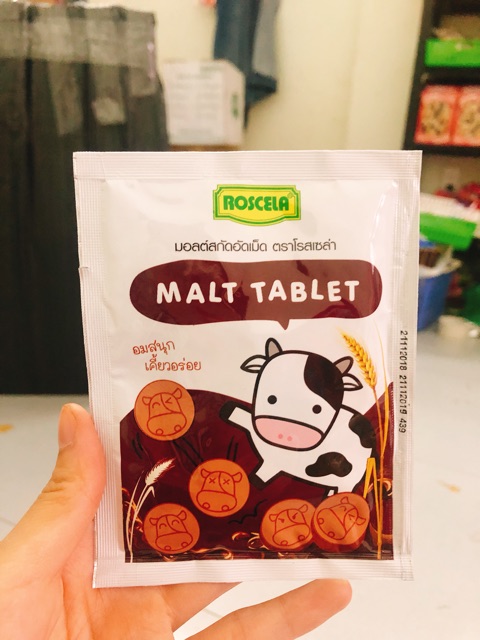 ROSCELA
มอลต์สกัดอัดเม็ด ตราโรสเซล่า
MALT TABLET
อมสนุก
เคี้ยวอร่อย
21112018 21112019 439